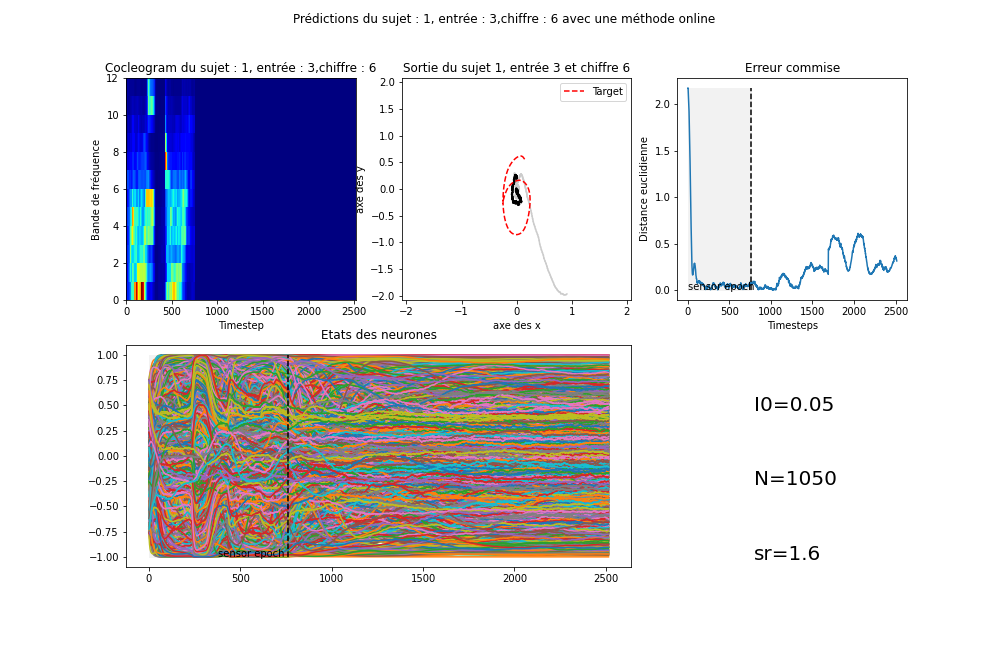 Prédictions du sujet : 1, entrée : 3,chiffre : 6 avec une méthode online
Cocleogram du sujet : 1, entrée : 3,chiffre : 6
Bande de fréquence
12
10
8
6
4
2
0
0 500 1000 1500 2000 2500
Timestep
Sortie du sujet 1, entrée 3 et chiffre 6
axe des y
2.0
1.5
1.0
0.5
0.0
−0.5
−1.0
−1.5
−2.0
−2 −1 0 1 2
axe des x
Target
Erreur commise
Distance euclidienne
2.0
1.5
1.0
0.5
0.0
sensor epoch
0 500 1000 1500 2000 2500
Timesteps
Etats des neurones
1.00
0.75
0.50
0.25
0.00
−0.25
−0.50
−0.75
−1.00
sensor epoch
0 500 1000 1500 2000 2500
I0=0.05
N=1050
sr=1.6